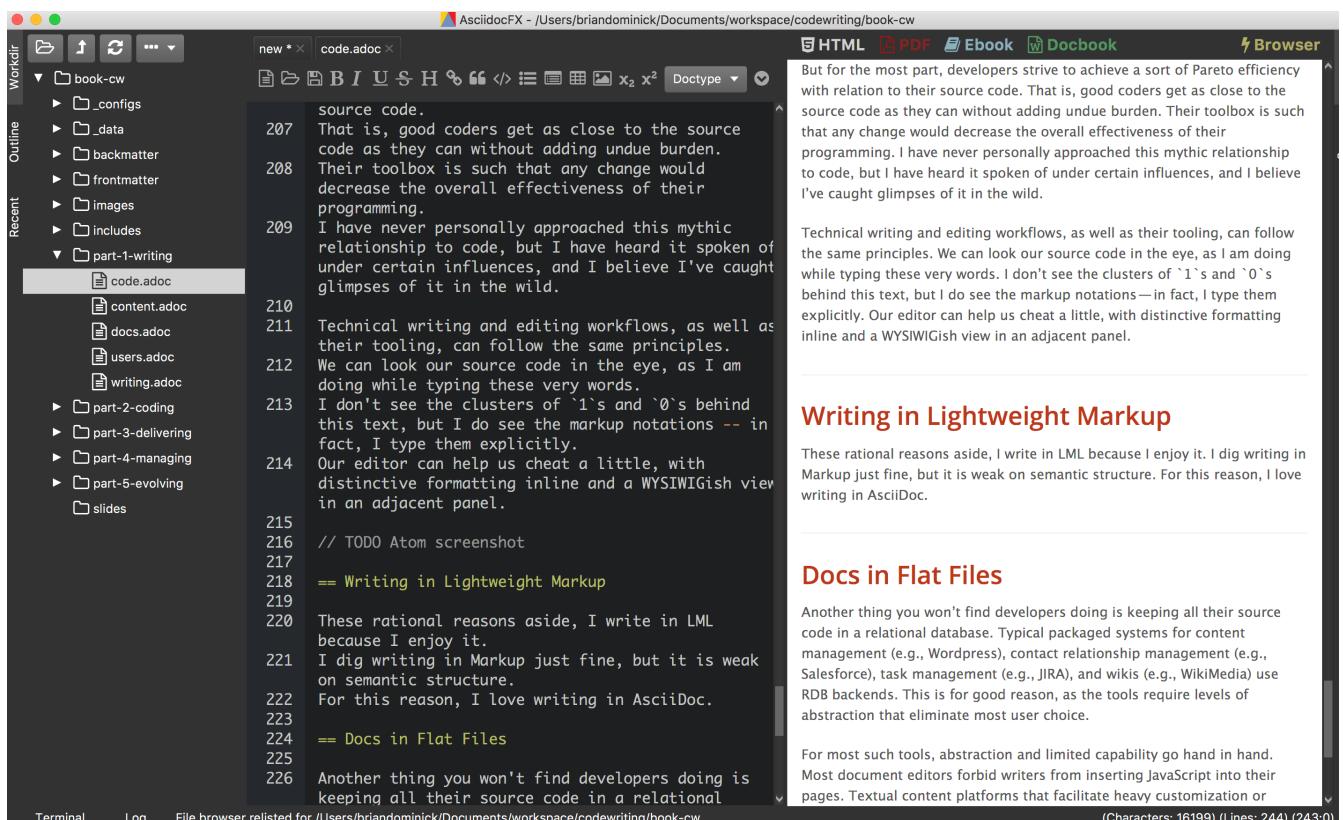 AsciidocFX - /Users/briandominick/Documents/workspace/codewriting/book-cw
Workdir
Outline
Recent
book-cw
_configs
_data
backmatter
frontmatter
images
includes
part-1-writing
code.adoc
content.adoc
docs.adoc
users.adoc
writing.adoc
part-2-coding
part-3-delivering
part-4-managing
part-5-evolving
slides
new * × code.adoc ×
B I U S H </> x₂ x² Doctype
source code.
207 That is, good coders get as close to the source
code as they can without adding undue burden.
208 Their toolbox is such that any change would
decrease the overall effectiveness of their
programming.
209 I have never personally approached this mythic
relationship to code, but I have heard it spoken of
under certain influences, and I believe I've caught
glimpses of it in the wild.
210
211 Technical writing and editing workflows, as well as
their tooling, can follow the same principles.
212 We can look our source code in the eye, as I am
doing while typing these very words.
213 I don't see the clusters of `1`s and `0`s behind
this text, but I do see the markup notations -- in
fact, I type them explicitly.
214 Our editor can help us cheat a little, with
distinctive formatting inline and a WYSIWIGish view
in an adjacent panel.
215
216 // TODO Atom screenshot
217
218 == Writing in Lightweight Markup
219
220 These rational reasons aside, I write in LML
because I enjoy it.
221 I dig writing in Markup just fine, but it is weak
on semantic structure.
222 For this reason, I love writing in AsciiDoc.
223
224 == Docs in Flat Files
225
226 Another thing you won't find developers doing is
keeping all their source code in a relational
HTML PDF Ebook Docbook Browser
But for the most part, developers strive to achieve a sort of Pareto efficiency
with relation to their source code. That is, good coders get as close to the
source code as they can without adding undue burden. Their toolbox is such
that any change would decrease the overall effectiveness of their
programming. I have never personally approached this mythic relationship
to code, but I have heard it spoken of under certain influences, and I believe
I’ve caught glimpses of it in the wild.
Technical writing and editing workflows, as well as their tooling, can follow
the same principles. We can look our source code in the eye, as I am doing
while typing these very words. I don’t see the clusters of `1`s and `0`s
behind this text, but I do see the markup notations — in fact, I type them
explicitly. Our editor can help us cheat a little, with distinctive formatting
inline and a WYSIWIGish view in an adjacent panel.
Writing in Lightweight Markup
These rational reasons aside, I write in LML because I enjoy it. I dig writing in
Markup just fine, but it is weak on semantic structure. For this reason, I love
writing in AsciiDoc.
Docs in Flat Files
Another thing you won’t find developers doing is keeping all their source
code in a relational database. Typical packaged systems for content
management (e.g., Wordpress), contact relationship management (e.g.,
Salesforce), task management (e.g., JIRA), and wikis (e.g., WikiMedia) use
RDB backends. This is for good reason, as the tools require levels of
abstraction that eliminate most user choice.
For most such tools, abstraction and limited capability go hand in hand.
Most document editors forbid writers from inserting JavaScript into their
pages. Textual content platforms that facilitate heavy customization or
Terminal Log File browser relisted for /Users/briandominick/Documents/workspace/codewriting/book-cw (Characters: 16199) (Lines: 244) (243:0)